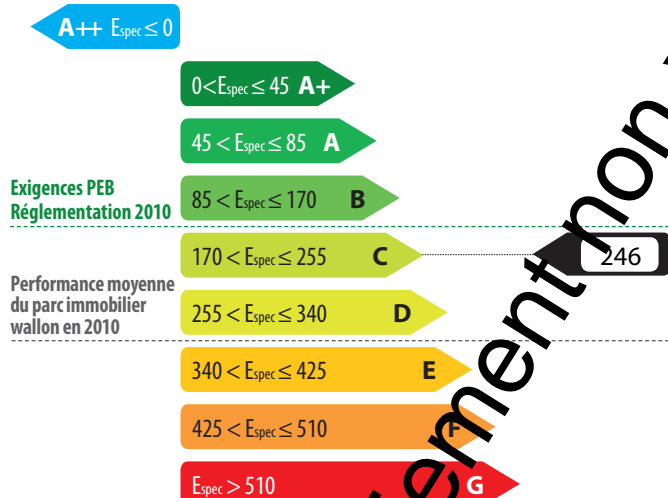 A++ Espec ≤ 0
0 < Espec ≤ 45 A+
45 < Espec ≤ 85 A
Exigences PEB
Réglementation 2010
85 < Espec ≤ 170 B
170 < Espec ≤ 255 C
246
Performance moyenne
du parc immobilier
wallon en 2010
255 < Espec ≤ 340 D
340 < Espec ≤ 425 E
425 < Espec ≤ 510 F
Espec > 510 G
ement non